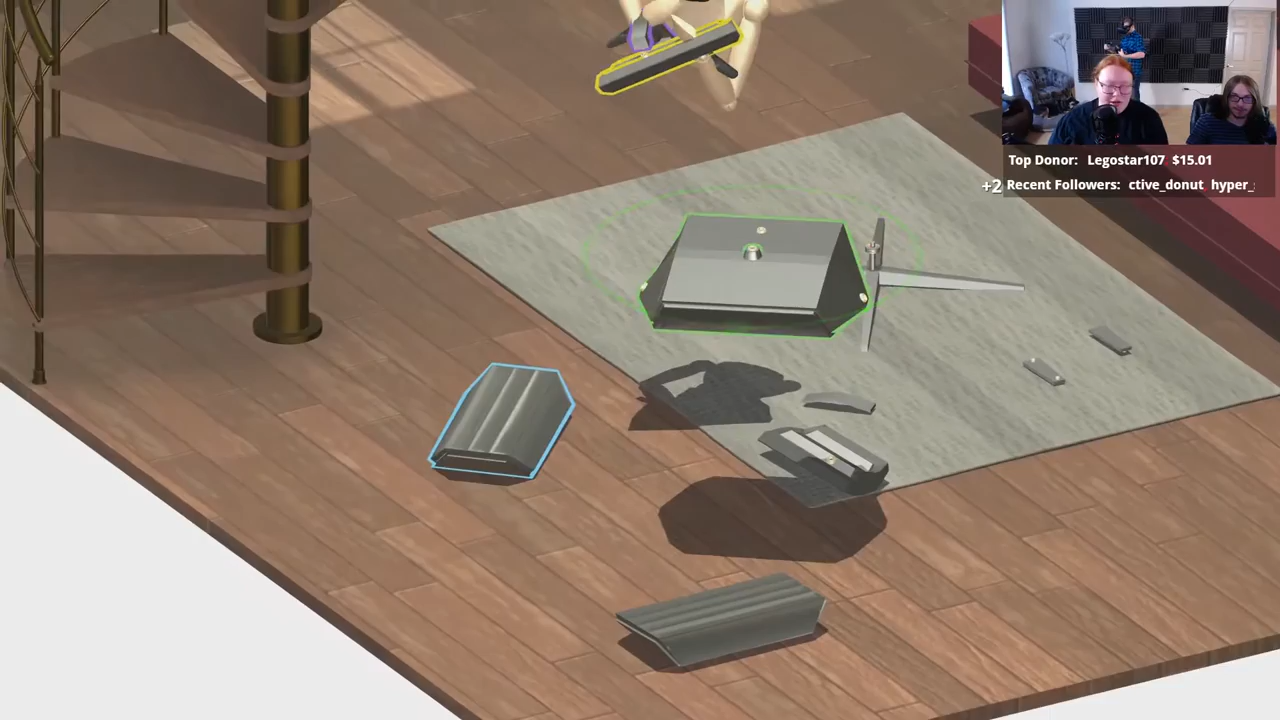 Top Donor: Legostar107 $15.01
+2 Recent Followers: ctive_donut hyper_